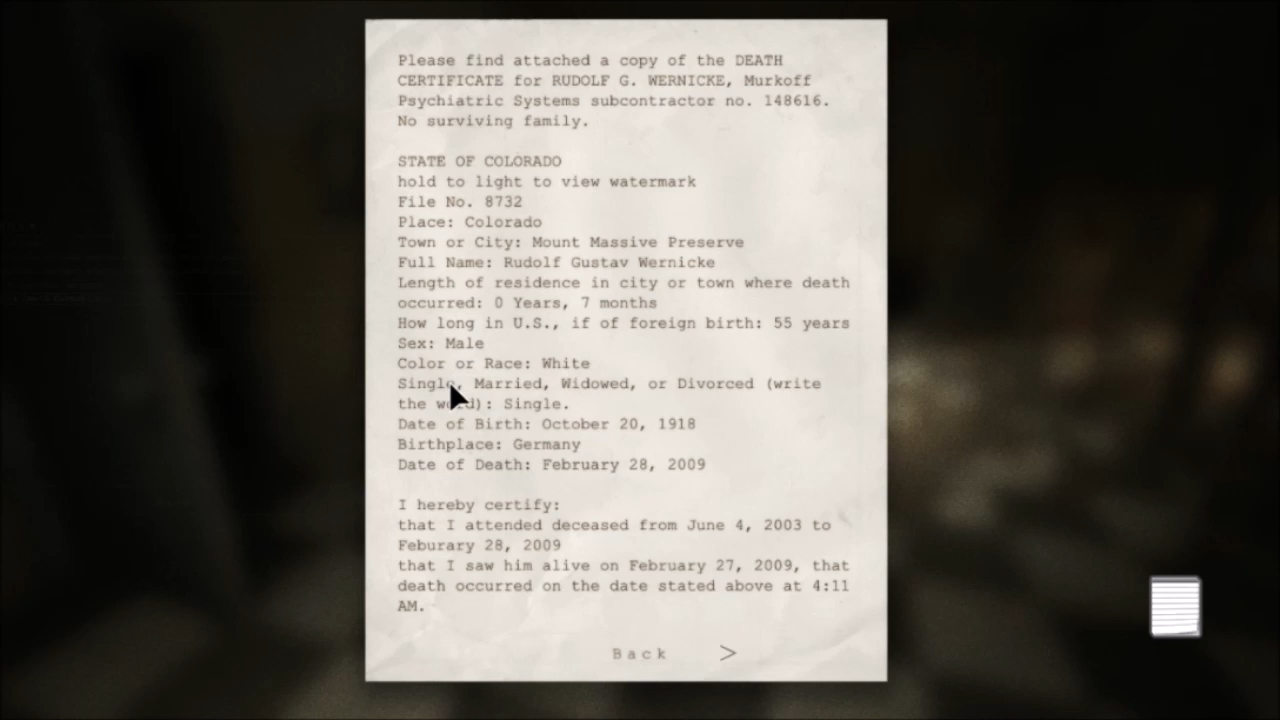 Please find attached a copy of the DEATH
CERTIFICATE for RUDOLF G. WERNICKE, Murkoff
Psychiatric Systems subcontractor no. 148616.
No surviving family.
STATE OF COLORADO
hold to light to view watermark
File No. 8732
Place: Colorado
Town or City: Mount Massive Preserve
Full Name: Rudolf Gustav Wernicke
Length of residence in city or town where death
occurred: 0 Years, 7 months
How long in U.S., if of foreign birth: 55 years
Sex: Male
Color or Race: White
Single, Married, Widowed, or Divorced (write
the word): Single.
Date of Birth: October 20, 1918
Birthplace: Germany
Date of Death: February 28, 2009
I hereby certify:
that I attended deceased from June 4, 2003 to
Feburary 28, 2009
that I saw him alive on February 27, 2009, that
death occurred on the date stated above at 4:11
AM.
Back >